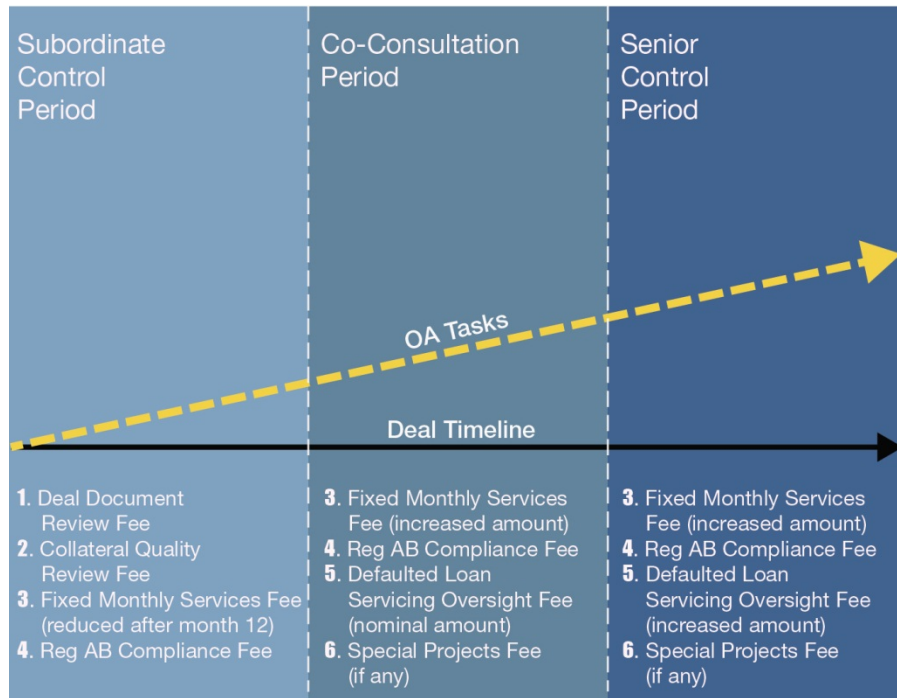 Subordinate
Control
Period
Co-Consultation
Period
Senior
Control
Period
OA Tasks
Deal Timeline
1. Deal Document
Review Fee
2. Collateral Quality
Review Fee
3. Fixed Monthly Services Fee
(reduced after month 12)
4. Reg AB Compliance Fee
3. Fixed Monthly Services
Fee (increased amount)
4. Reg AB Compliance Fee
5. Defaulted Loan
Servicing Oversight Fee
(nominal amount)
6. Special Projects Fee
(if any)
3. Fixed Monthly Services
Fee (increased amount)
4. Reg AB Compliance Fee
5. Defaulted Loan
Servicing Oversight Fee
(increased amount)
6. Special Projects Fee
(if any)